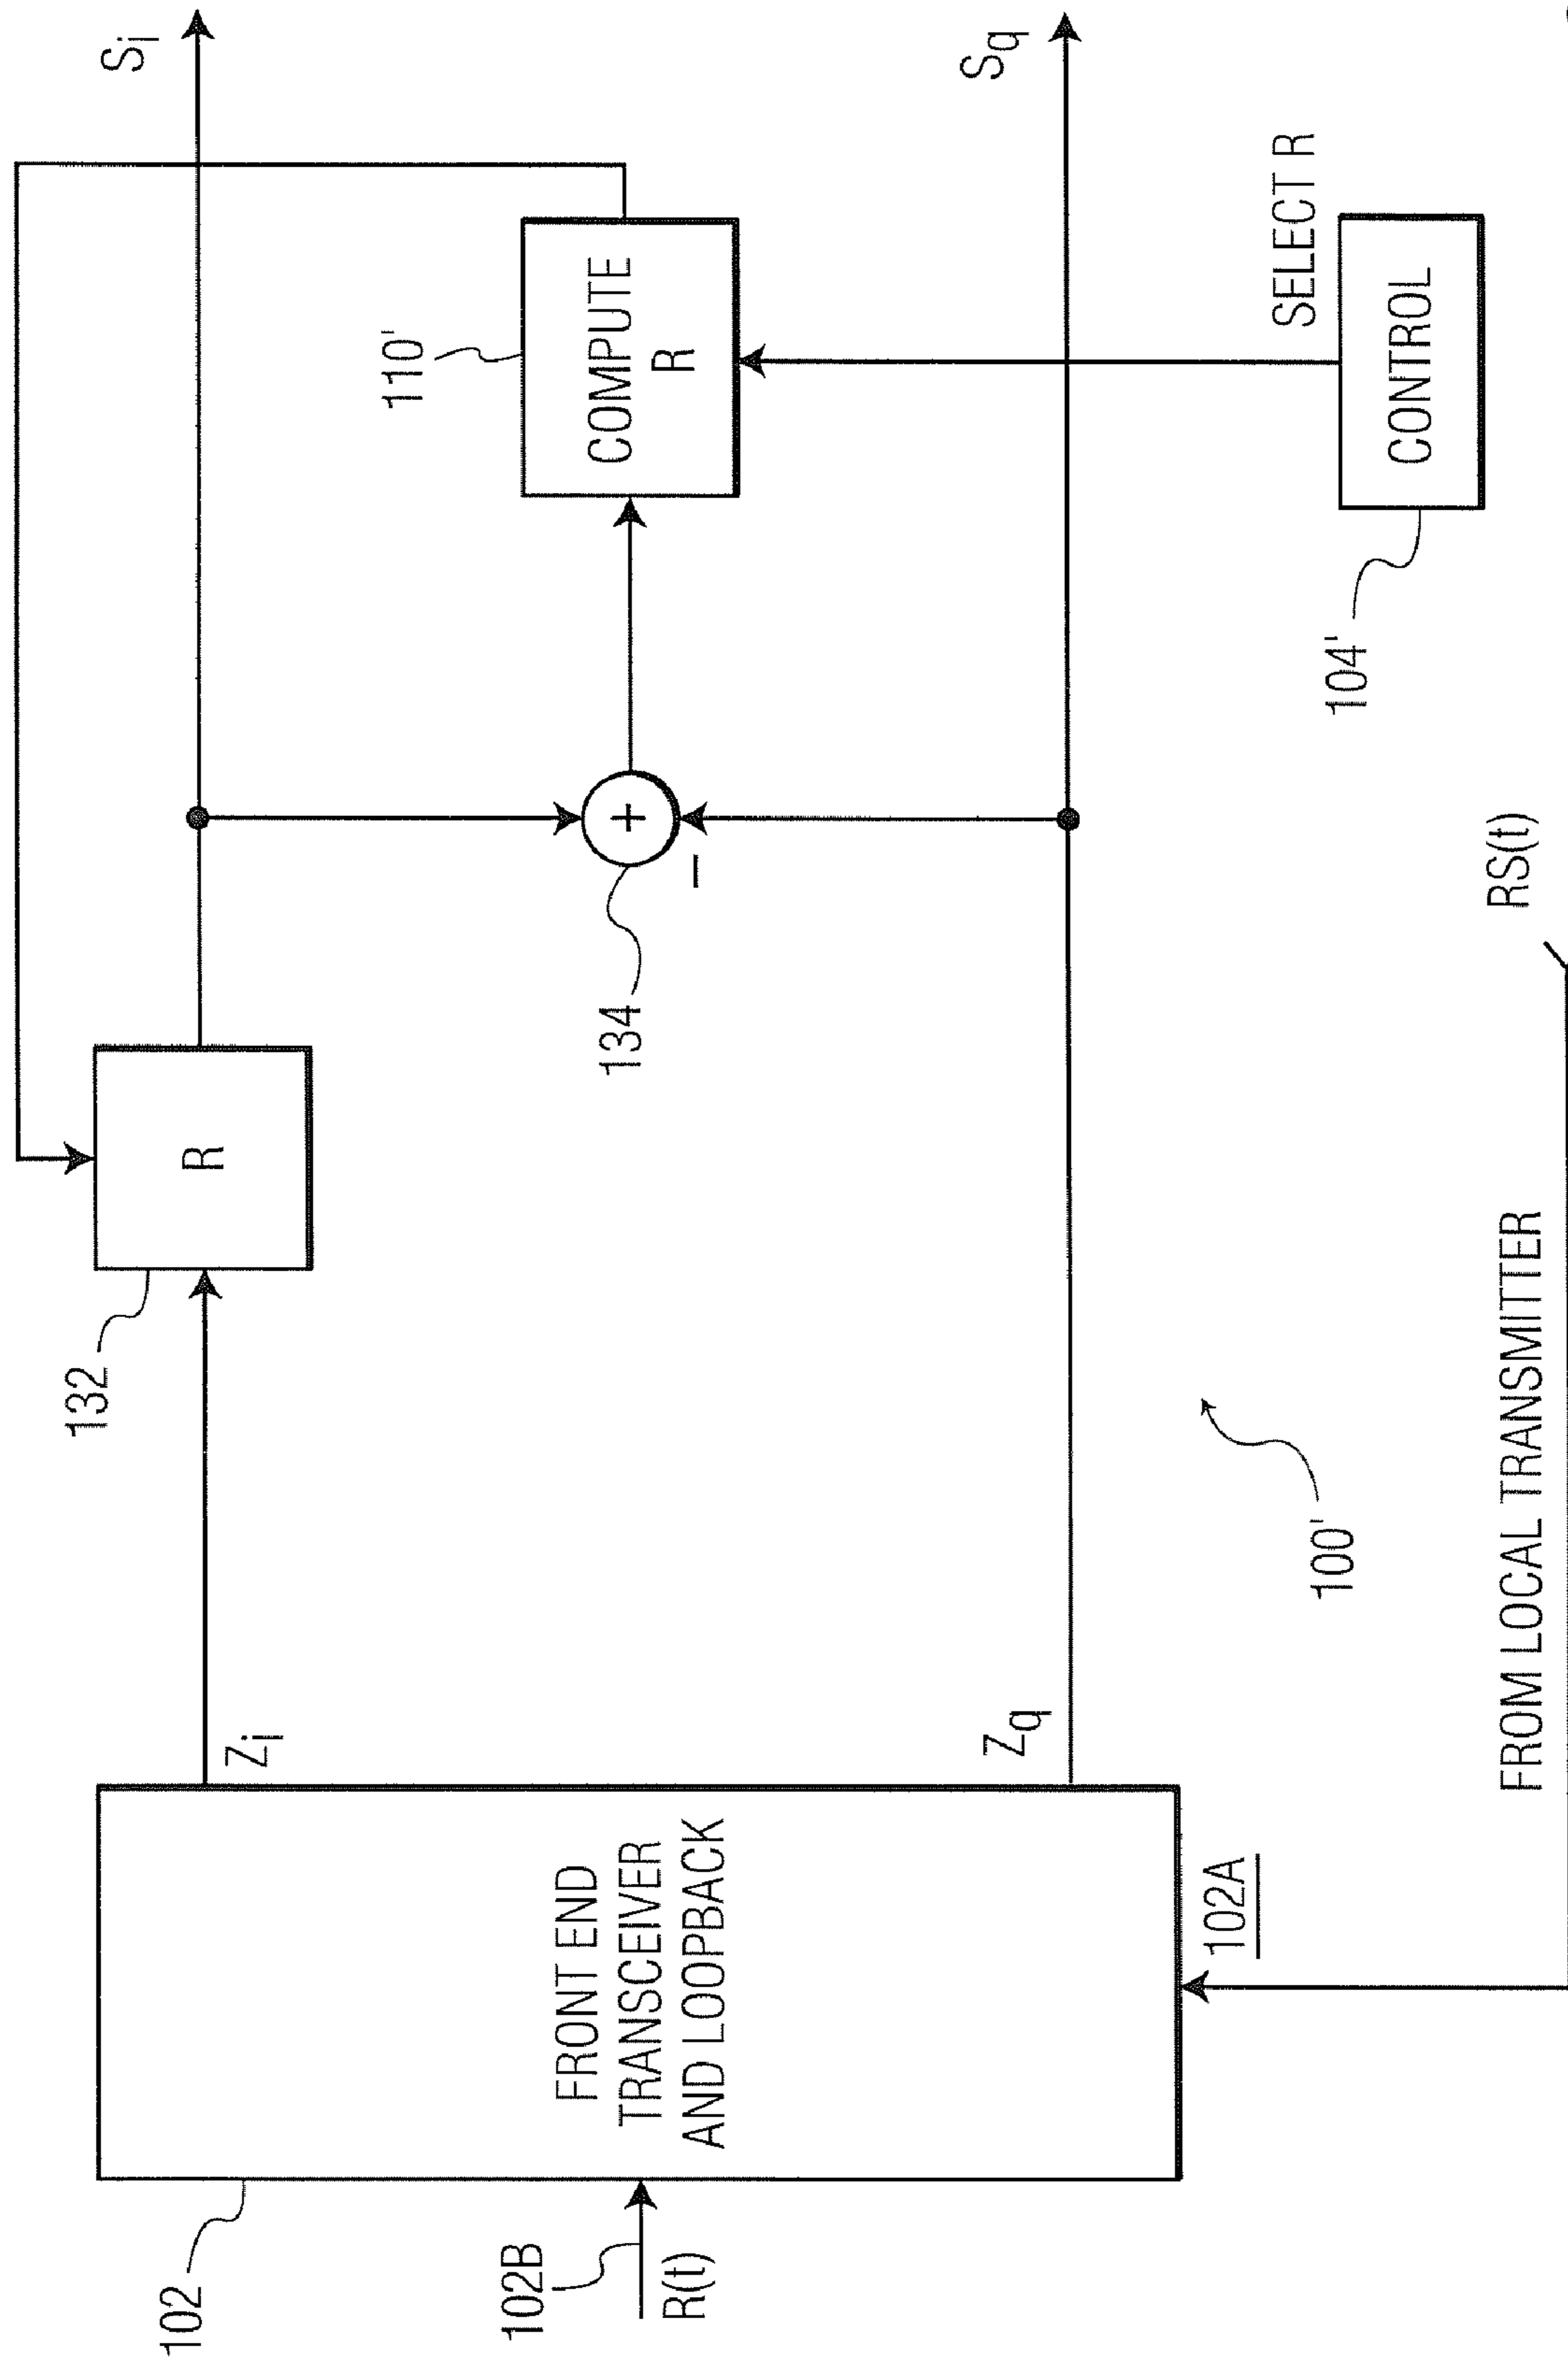 132
R
Si
102
Zi
FRONT END
TRANSCEIVER
AND LOOPBACK
102B
R(t)
134
+
−
110'
COMPUTE
R
Zq
Sq
102A
100'
SELECT R
104'
CONTROL
FROM LOCAL TRANSMITTER
RS(t)